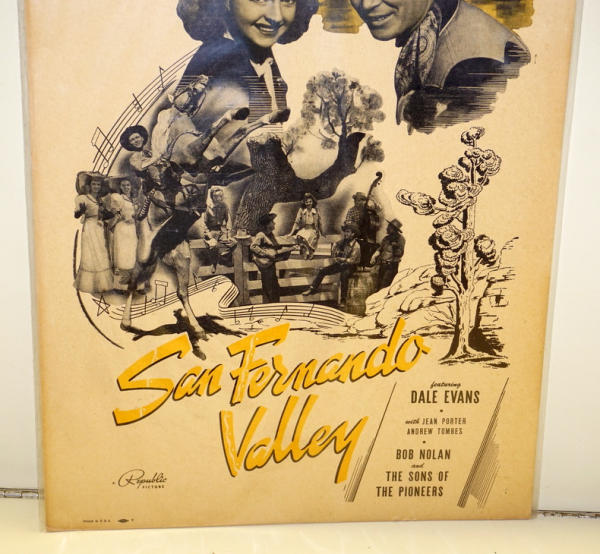 San Fernando
Valley
featuring
DALE EVANS
with JEAN PORTER
ANDREW TOMBES
•
BOB NOLAN
and
THE SONS OF
THE PIONEERS
a Republic
PICTURE